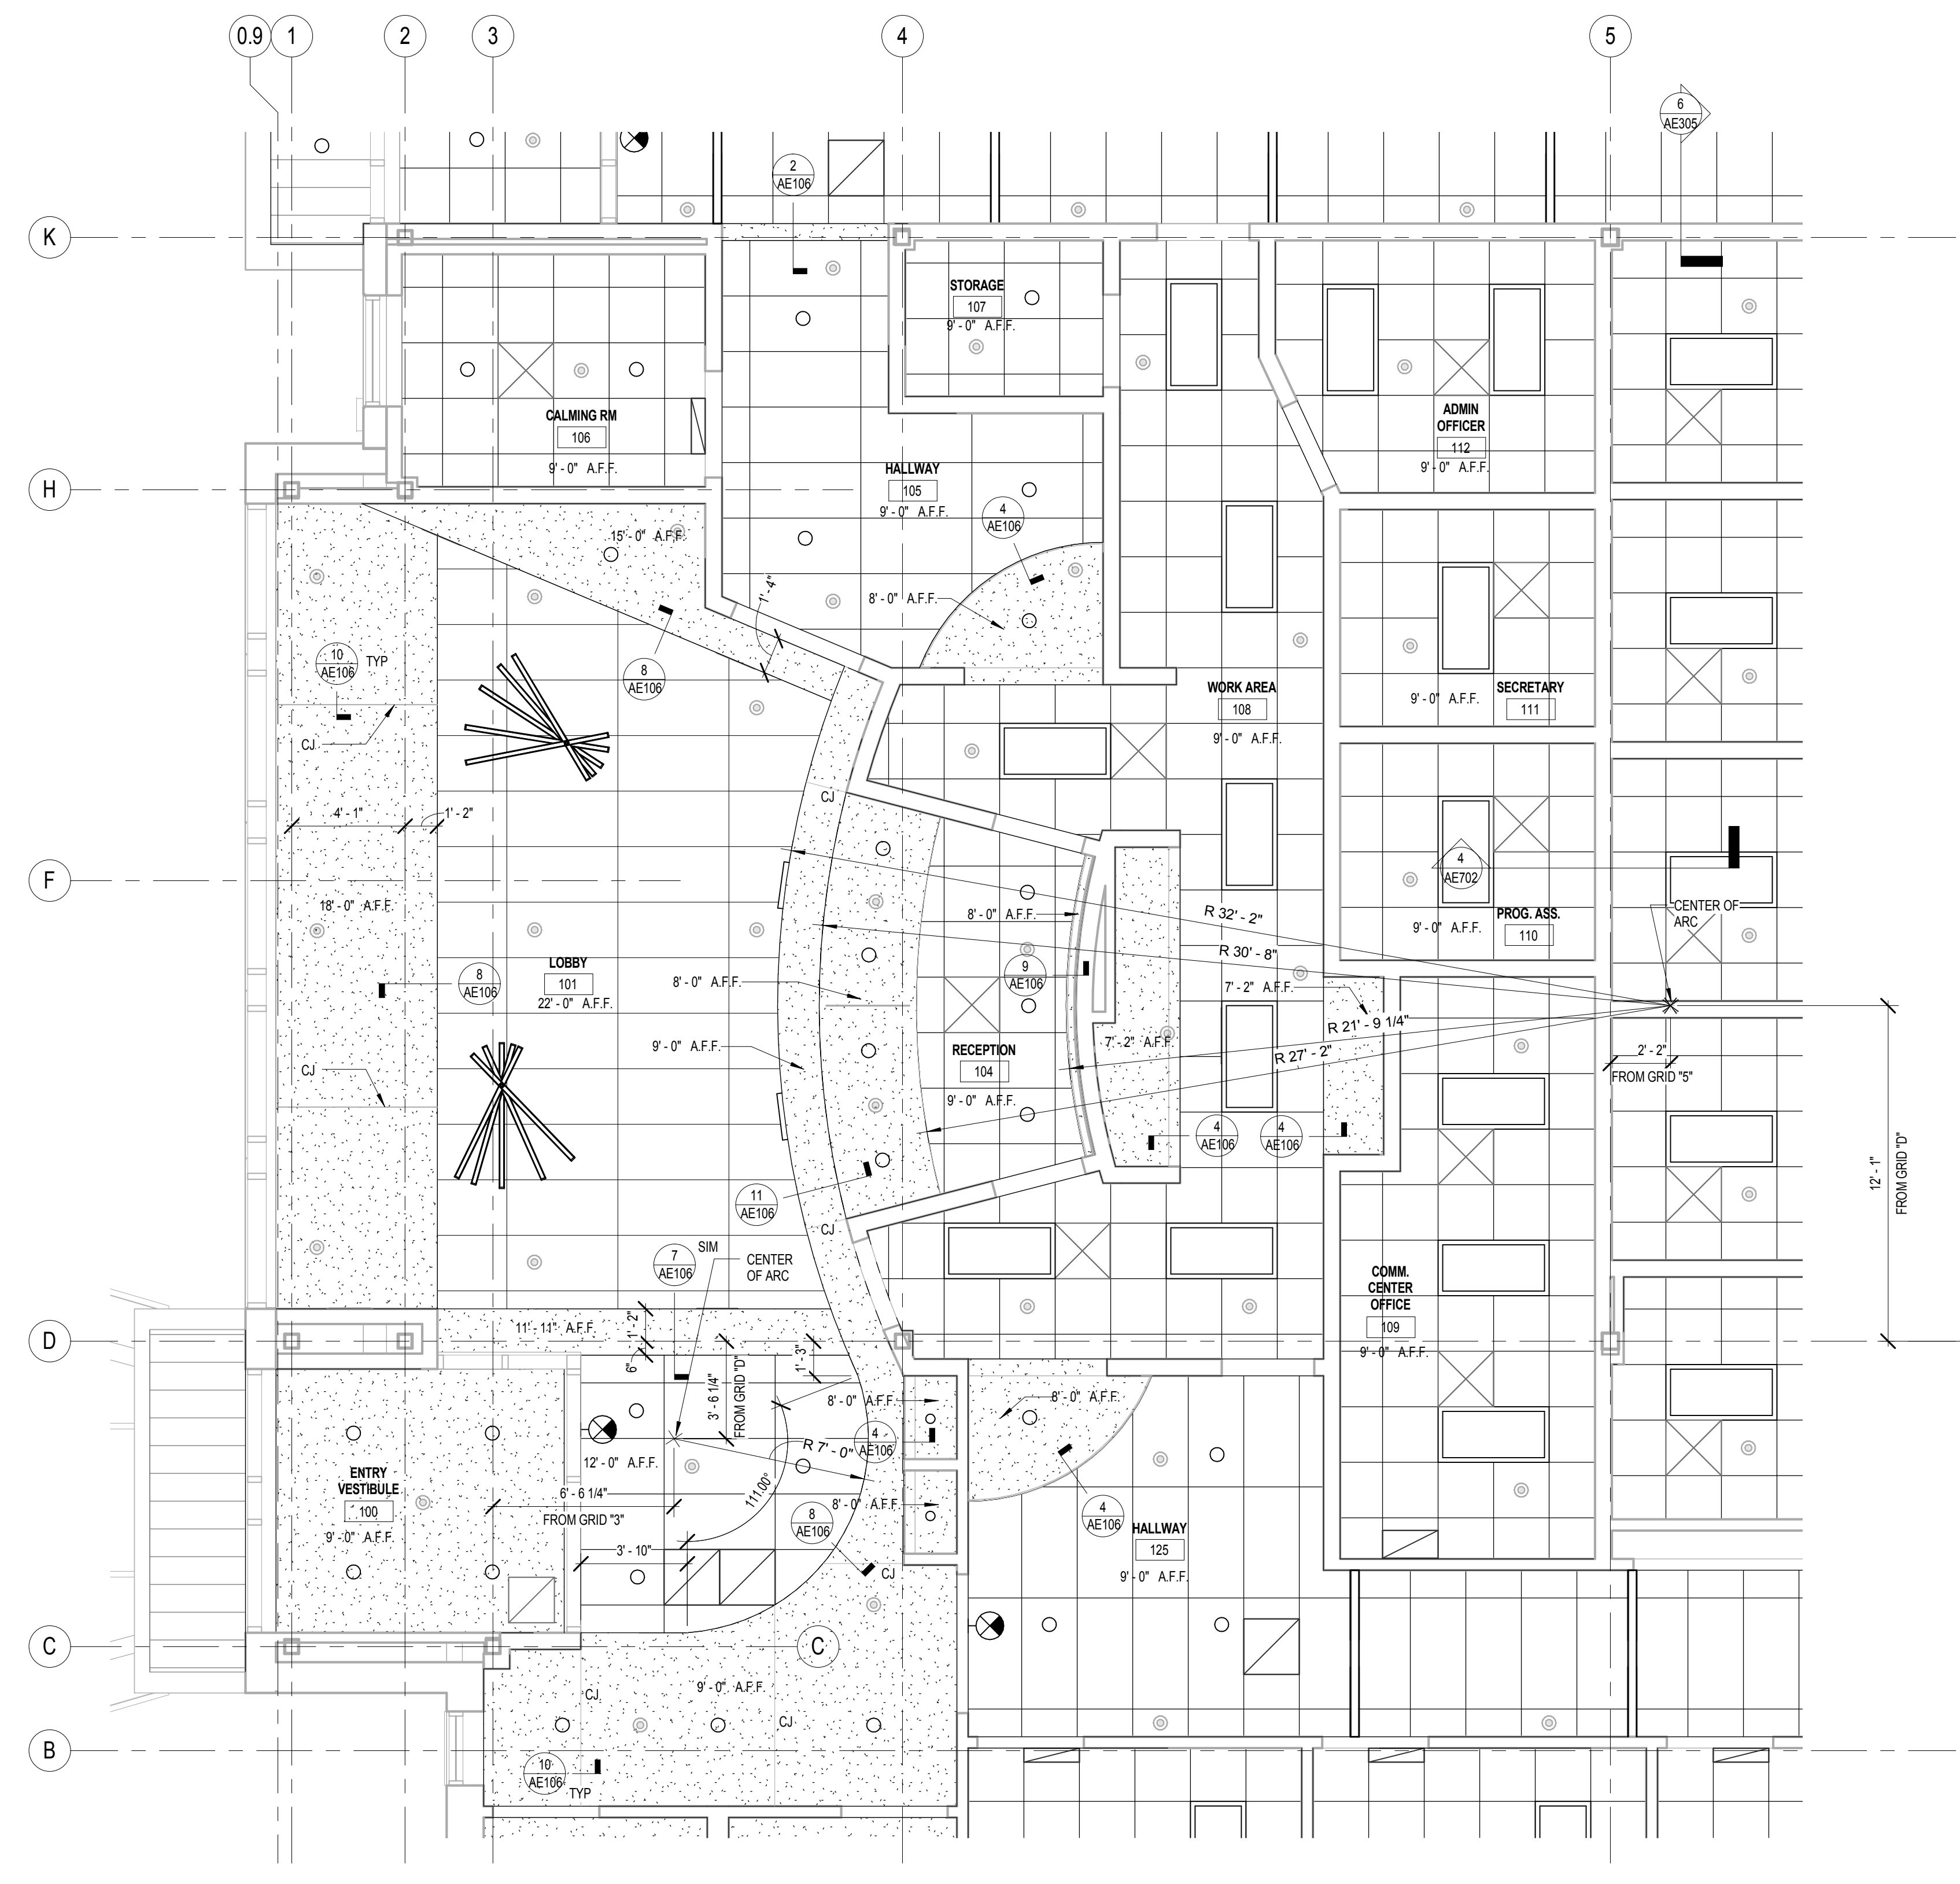 0.9
1
2
3
4
5
6
AE305
2
AE106
K
STORAGE
107
9' - 0" A.F.F.
CALMING RM
106
9' - 0" A.F.F.
ADMIN
OFFICER
112
9' - 0" A.F.F.
HALLWAY
105
9' - 0" A.F.F.
H
4
AE106
15' - 0" A.F.F.
1' - 4"
8' - 0" A.F.F.
10
AE106
TYP
8
AE106
WORK AREA
108
9' - 0" A.F.F.
SECRETARY
111
9' - 0" A.F.F.
CJ
CJ
4' - 1"
1' - 2"
4
AE702
F
18' - 0" A.F.F.
8' - 0" A.F.F.
R 32' - 2"
PROG. ASS.
110
9' - 0" A.F.F.
CENTER OF
ARC
LOBBY
101
22' - 0" A.F.F.
8
AE106
8' - 0" A.F.F.
9
AE106
R 30' - 8"
7' - 2" A.F.F.
R 21' - 9 1/4"
9' - 0" A.F.F.
RECEPTION
104
9' - 0" A.F.F.
7' - 2" A.F.F.
R 27' - 2"
2' - 2"
FROM GRID "5"
CJ
4
AE106
4
AE106
12' - 1"
FROM GRID "D"
11
AE106
CJ
7
AE106
SIM
CENTER
OF ARC
COMM.
CENTER
OFFICE
109
9' - 0" A.F.F.
D
11' - 11" A.F.F.
1' - 2"
6"
3' - 6 1/4"
FROM GRID "D"
1' - 3"
8' - 0" A.F.F.
8' - 0" A.F.F.
R 7' - 0"
4
AE106
12' - 0" A.F.F.
111.00°
ENTRY
VESTIBULE
100
9' - 0" A.F.F.
6' - 6 1/4"
FROM GRID "3"
8' - 0" A.F.F.
8
AE106
4
AE106
HALLWAY
125
9' - 0" A.F.F.
3' - 10"
CJ
C
C
9' - 0" A.F.F.
CJ
CJ
B
10
AE106
TYP